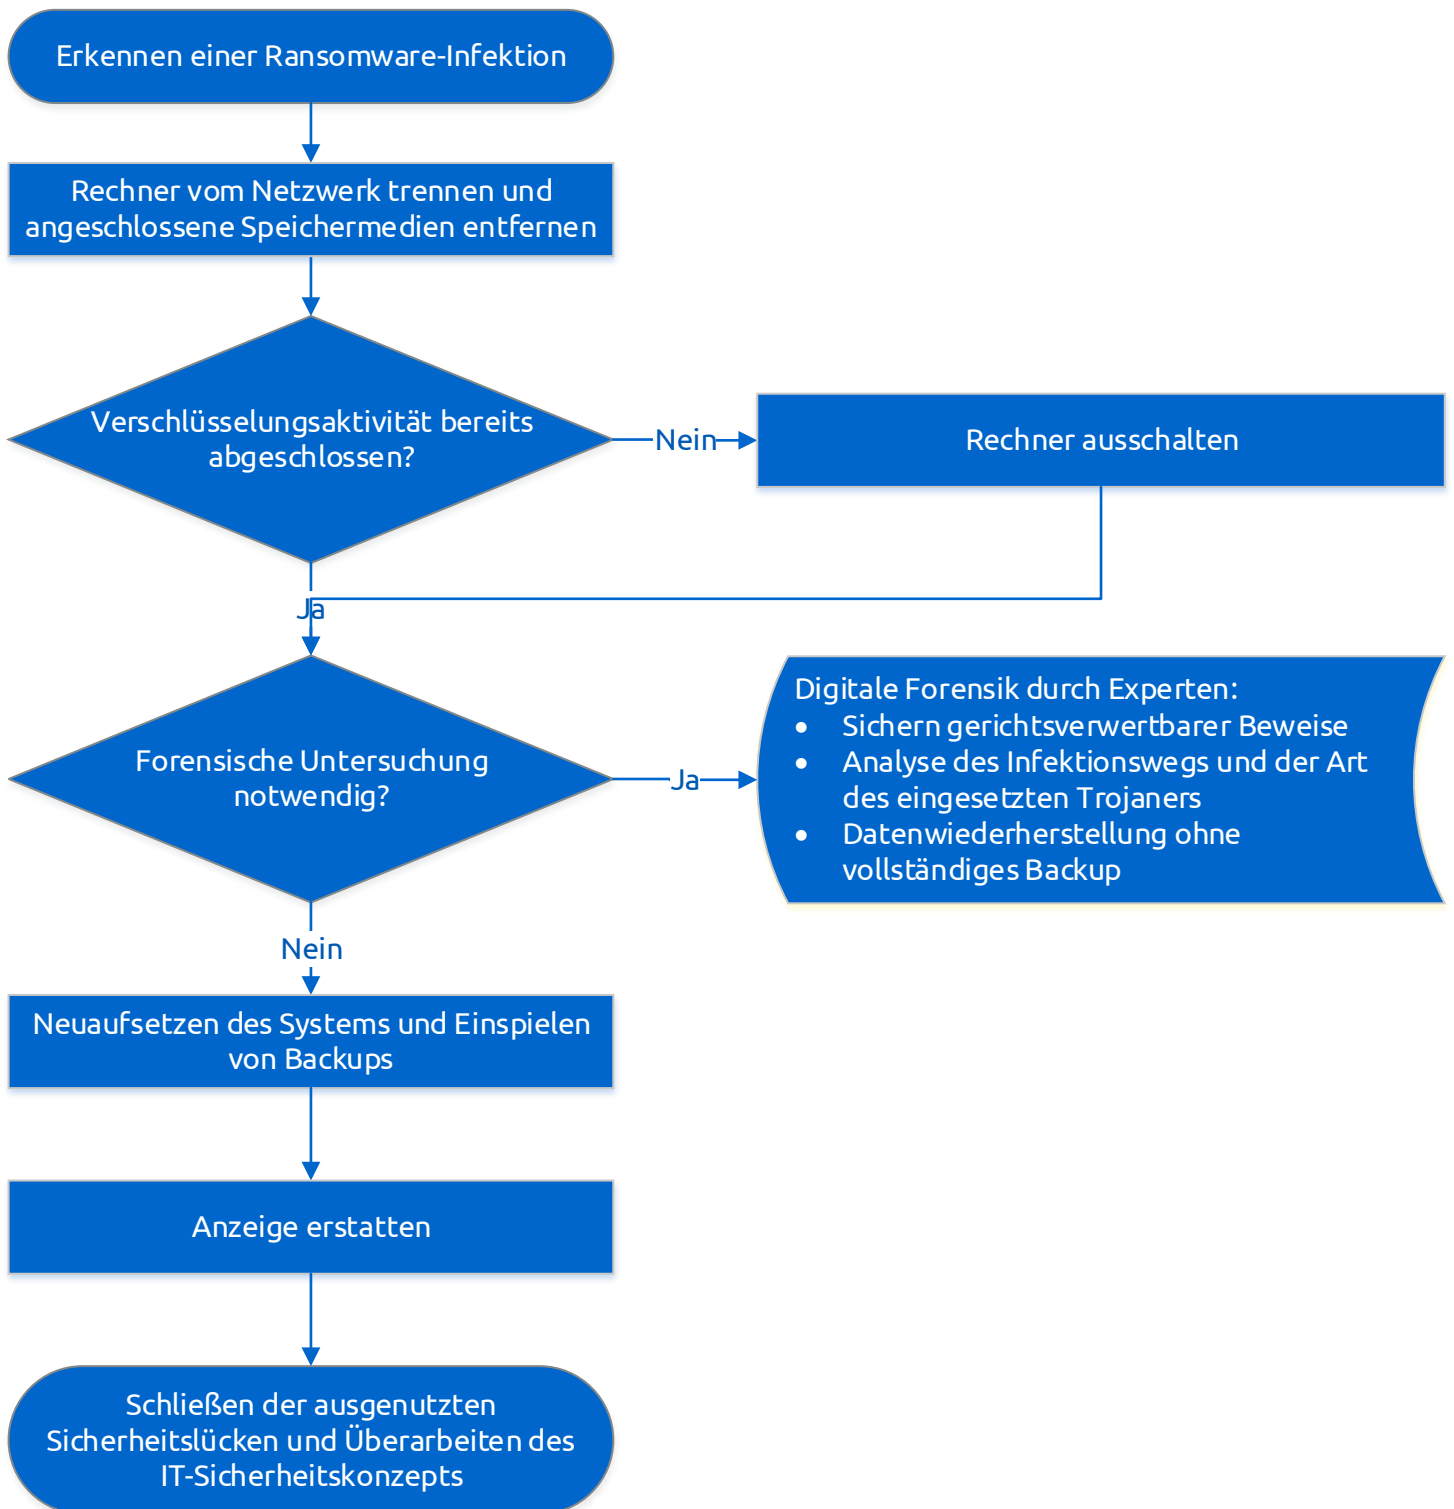 Erkennen einer Ransomware-Infektion
Rechner vom Netzwerk trennen und
angeschlossene Speichermedien entfernen
Verschlüsselungsaktivität bereits
abgeschlossen?
Nein
Rechner ausschalten
Ja
Forensische Untersuchung
notwendig?
Ja
Digitale Forensik durch Experten:
• Sichern gerichtsverwertbarer Beweise
• Analyse des Infektionswegs und der Art
des eingesetzten Trojaners
• Datenwiederherstellung ohne
vollständiges Backup
Nein
Neuaufsetzen des Systems und Einspielen
von Backups
Anzeige erstatten
Schließen der ausgenutzten
Sicherheitslücken und Überarbeiten des
IT-Sicherheitskonzepts